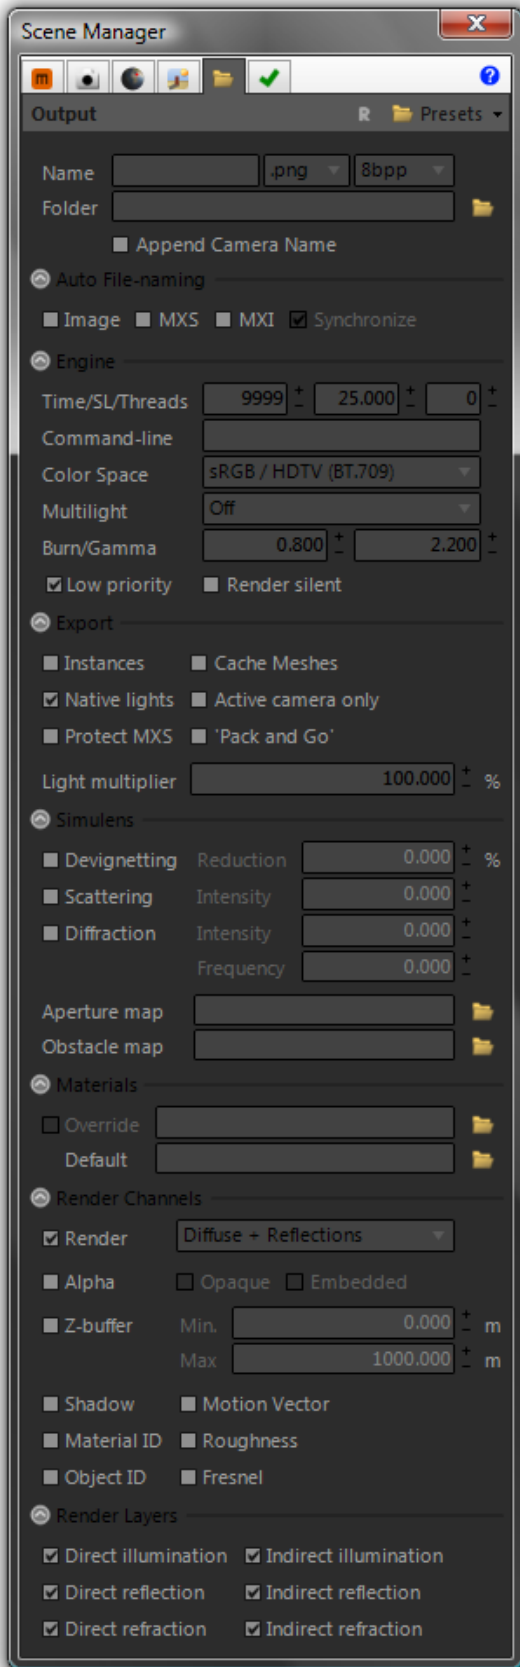 Scene Manager
Output R Presets
Name .png 8bpp
Folder
Append Camera Name
Auto File-naming
Image MXS MXI Synchronize
Engine
Time/SL/Threads 9999 25.000 0
Command-line
Color Space sRGB / HDTV (BT.709)
Multilight Off
Burn/Gamma 0.800 2.200
Low priority Render silent
Export
Instances Cache Meshes
Native lights Active camera only
Protect MXS 'Pack and Go'
Light multiplier 100.000 %
Simulens
Devignetting Reduction 0.000 %
Scattering Intensity 0.000
Diffraction Intensity 0.000
Frequency 0.000
Aperture map
Obstacle map
Materials
Override
Default
Render Channels
Render Diffuse + Reflections
Alpha Opaque Embedded
Z-buffer Min. 0.000 m
Max 1000.000 m
Shadow Motion Vector
Material ID Roughness
Object ID Fresnel
Render Layers
Direct illumination Indirect illumination
Direct reflection Indirect reflection
Direct refraction Indirect refraction